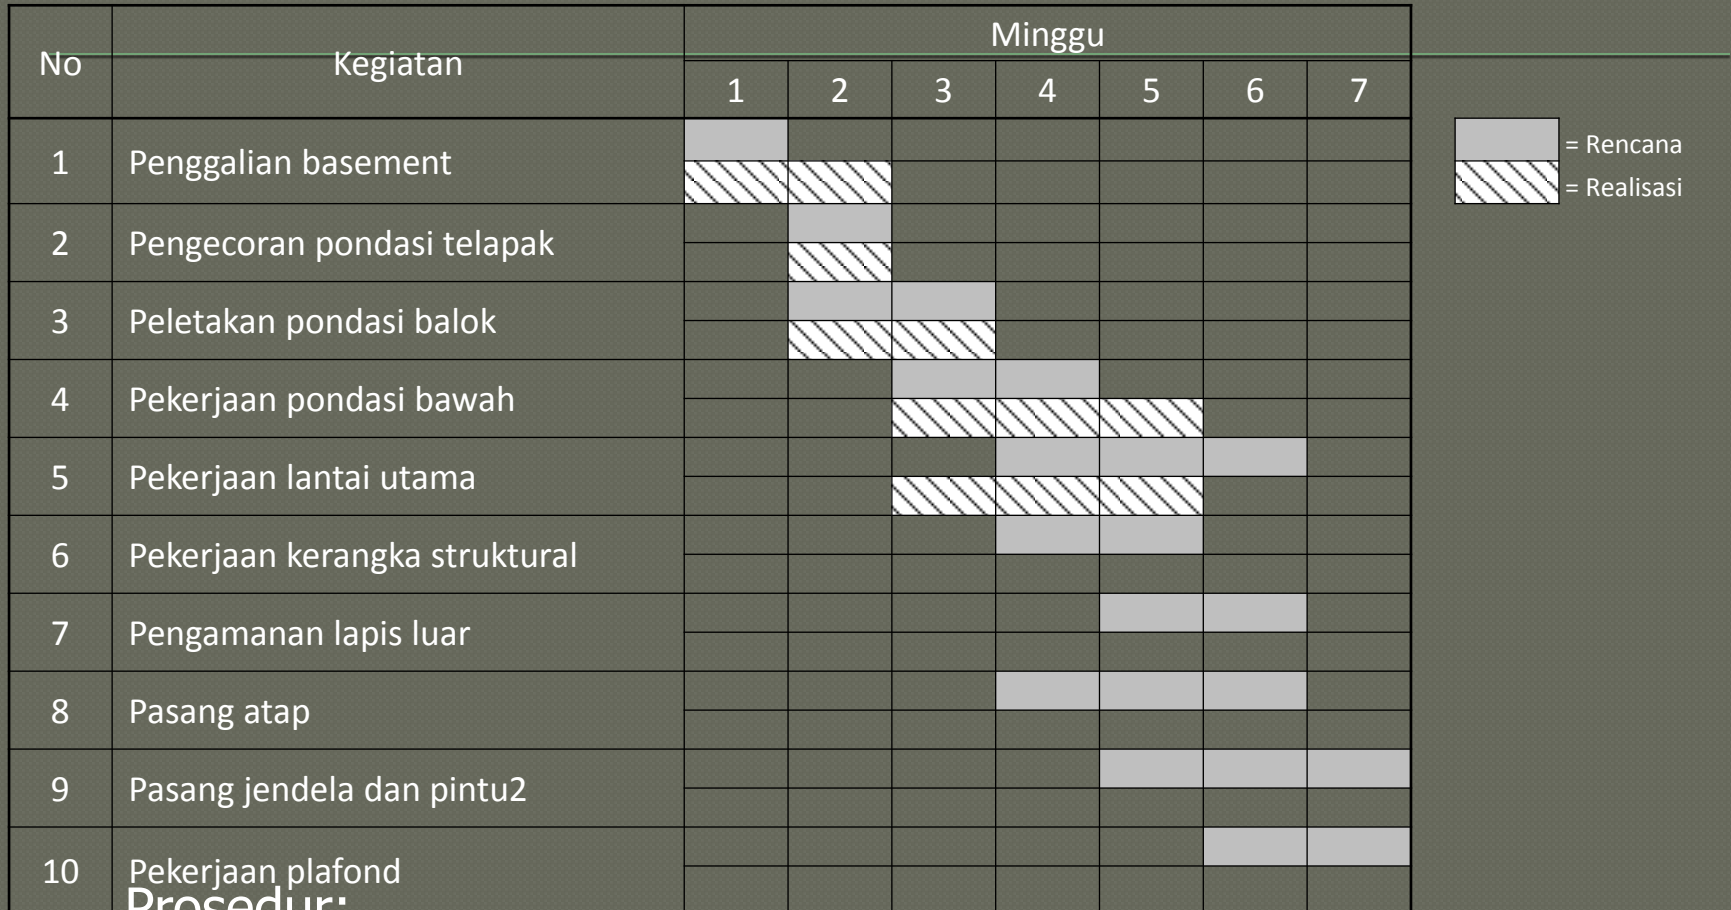 No Kegiatan Minggu
1 2 3 4 5 6 7
1 Penggalian basement
2 Pengecoran pondasi telapak
3 Peletakan pondasi balok
4 Pekerjaan pondasi bawah
5 Pekerjaan lantai utama
6 Pekerjaan kerangka struktural
7 Pengamanan lapis luar
8 Pasang atap
9 Pasang jendela dan pintu2
10 Pekerjaan plafond
Prosedur:
= Rencana
= Realisasi